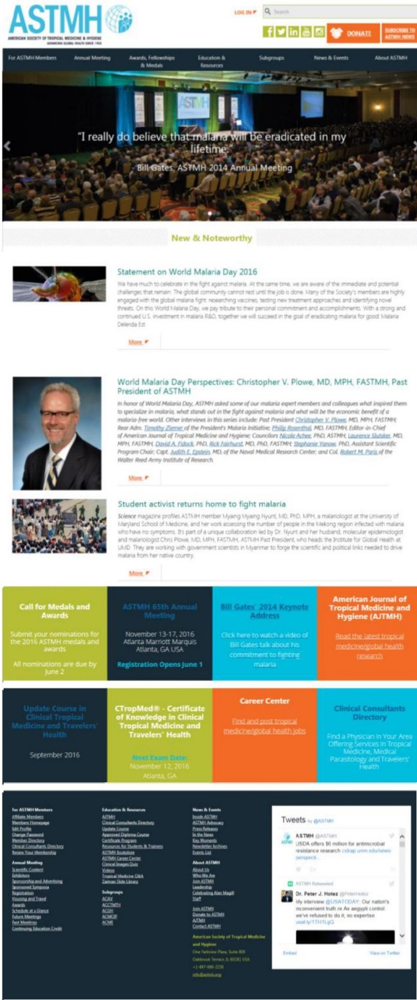 ASTMH
AMERICAN SOCIETY OF TROPICAL MEDICINE & HYGIENE
ADVANCING GLOBAL HEALTH SINCE 1903
LOG IN
Search
DONATE
SUBSCRIBE TO
ASTMH NEWS
For ASTMH Members
Annual Meeting
Awards, Fellowships
& Medals
Education &
Resources
Subgroups
News & Events
About ASTMH
ASTMH
"I really do believe that malaria will be eradicated in my
lifetime."
- Bill Gates, ASTMH 2014 Annual Meeting
New & Noteworthy
Statement on World Malaria Day 2016
We have much to celebrate in the fight against malaria. At the same time, we are aware of the immediate and potential
challenges that remain. The global community cannot rest until the job is done. Many of the Society's members are highly
engaged with the global malaria fight: researching vaccines, testing new treatment approaches and identifying novel
threats. On this World Malaria Day, we pay tribute to their personal commitment and accomplishments. With a strong and
continued U.S. investment in malaria R&D, together we will succeed in the goal of eradicating malaria for good: Malaria
Delenda Est
More
World Malaria Day Perspectives: Christopher V. Plowe, MD, MPH, FASTMH, Past
President of ASTMH
In honor of World Malaria Day, ASTMH asked some of our malaria expert members and colleagues what inspired them
to specialize in malaria, what stands out in the fight against malaria and what will be the economic benefit of a
malaria-free world. Other interviews in this series include: Past President Christopher V. Plowe, MD, MPH, FASTMH;
Rear Adm. Timothy Ziemer of the President's Malaria Initiative; Philip Rosenthal, MD, FASTMH, Editor-in-Chief
of American Journal of Tropical Medicine and Hygiene; Councilors Nicole Achee, PhD, ASTMH, Laurence Slutsker, MD,
MPH, FASTMH, David A. Fidock, PhD, Rick Fairhurst, MD, PhD, FASTMH; Stephanie Yanow, PhD, Assistant Scientific
Program Chair; Capt. Judith E. Epstein, MD, of the Naval Medical Research Center; and Col. Robert M. Paris of the
Walter Reed Army Institute of Research.
More
Student activist returns home to fight malaria
Science magazine profiles ASTMH member Myaing Myaing Nyunt, MD, PhD, MPH, a malariologist at the University of
Maryland School of Medicine, and her work assessing the number of people in the Mekong region infected with malaria
who have no symptoms. It's part of a unique collaboration led by Dr. Nyunt and her husband, molecular epidemiologist
and malariologist Chris Plowe, MD, MPH, FASTMH, ASTMH Past President, who heads the Institute for Global Health at
UMD. They are working with government scientists in Myanmar to forge the scientific and political links needed to drive
malaria from her native country.
More
Call for Medals and
Awards
Submit your nominations for
the 2016 ASTMH medals and
awards
All nominations are due by
June 2
ASTMH 65th Annual
Meeting
November 13-17, 2016
Atlanta Marriott Marquis
Atlanta, GA USA
Registration Opens June 1
Bill Gates' 2014 Keynote
Address
Click here to watch a video of
Bill Gates talk about his
commitment to fighting
malaria
American Journal of
Tropical Medicine and
Hygiene (AJTMH)
Read the latest tropical
medicine/global health
research
Update Course in
Clinical Tropical
Medicine and Travelers'
Health
September 2016
CTropMed® - Certificate
of Knowledge in Clinical
Tropical Medicine and
Travelers' Health
Next Exam Date:
November 12, 2016
Atlanta, GA
Career Center
Find and post tropical
medicine/global health jobs
Clinical Consultants
Directory
Find a Physician in Your Area
Offering Services in Tropical
Medicine, Medical
Parasitology and Travelers'
Health
For ASTMH Members
Affiliate Members
Members Homepage
Edit Profile
Change Password
Member Directory
Clinical Consultants Directory
Renew Your Membership
Annual Meeting
Scientific Content
Exhibitors
Sponsorship and Advertising
Sponsored Symposia
Registration
Housing and Travel
Awards
Schedule at a Glance
Future Meetings
Past Meetings
Continuing Education Credit
Education & Resources
AJTMH
Clinical Consultants Directory
Update Course
Approved Diploma Course
Certificate Program
Resources for Students & Trainees
ASTMH Bookstore
ASTMH Career Center
Clinical Images Quiz
Videos
Tropical Medicine Q&A
Zaiman Slide Library
Subgroups
ACAV
ACCTMTH
ACGH
ACMCIP
ACME
News & Events
Inside ASTMH
ASTMH Advocacy
Press Releases
In the News
Key Moments
Newsletter Archives
Events List
About ASTMH
About Us
Who We Are
Join ASTMH
Leadership
Celebrating Alan Magill
Staff
Join ASTMH
Donate to ASTMH
AJTMH
Contact ASTMH
American Society of Tropical Medicine
and Hygiene
One Parkview Plaza, Suite 800
Oakbrook Terrace, IL 60181 USA
+1-847-686-2238
info@astmh.org
Tweets by @ASTMH
ASTMH @ASTMH
USDA offers $6 million for antimicrobial
resistance research cidrap.umn.edu/news-
perspecti...
ASTMH Retweeted
Dr. Peter J. Hotez @PeterHotez
My interview @USATODAY: Our nation's
inconvenient truth re Ae aegypti control:
we've refused to do it; no expertise
usat.ly/1TH1LgQ
Embed
View on Twitter